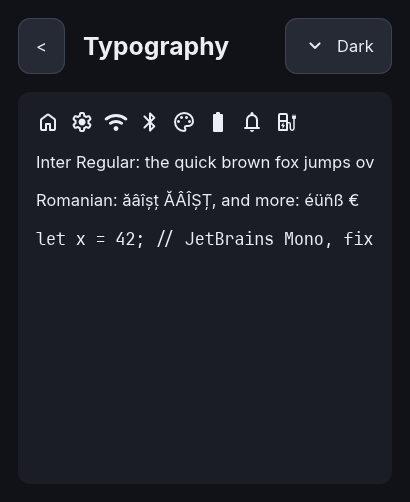 <
Typography
Dark
Inter Regular: the quick brown fox jumps ov
Romanian: ăâîșț ĂÂÎȘȚ, and more: éüñß €
let x = 42; // JetBrains Mono, fix